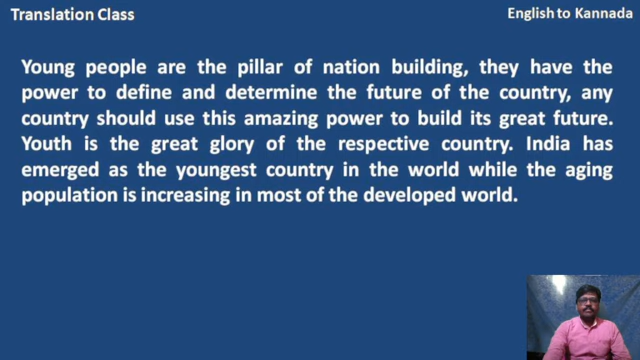 Translation Class
English to Kannada
Young people are the pillar of nation building, they have the
power to define and determine the future of the country, any
country should use this amazing power to build its great future.
Youth is the great glory of the respective country. India has
emerged as the youngest country in the world while the aging
population is increasing in most of the developed world.